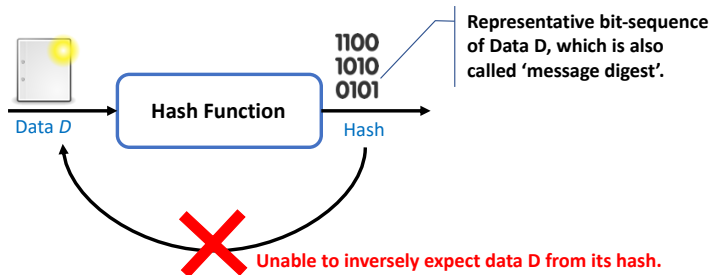 Representative bit-sequence
of Data D, which is also
called ‘message digest’.
1100
1010
0101
Hash Function
Data D
Hash
Unable to inversely expect data D from its hash.